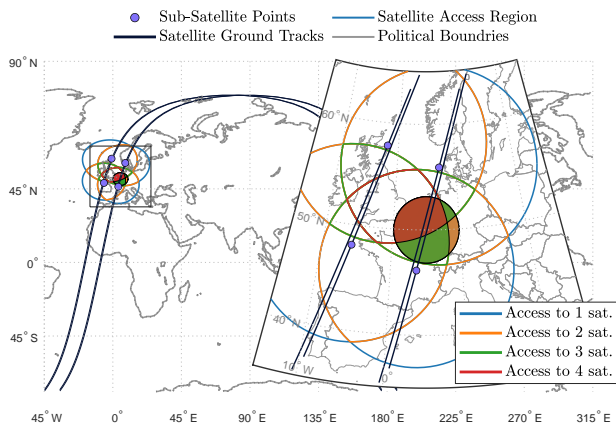 Sub-Satellite Points
Satellite Access Region
Satellite Ground Tracks
Political Boundries
90° N
45° N
0°
45° S
60° N
50° N
40° N
10° W
0°
Access to 1 sat.
Access to 2 sat.
Access to 3 sat.
Access to 4 sat.
45° W
0°
45° E
90° E
135° E
180° E
225° E
270° E
315° E